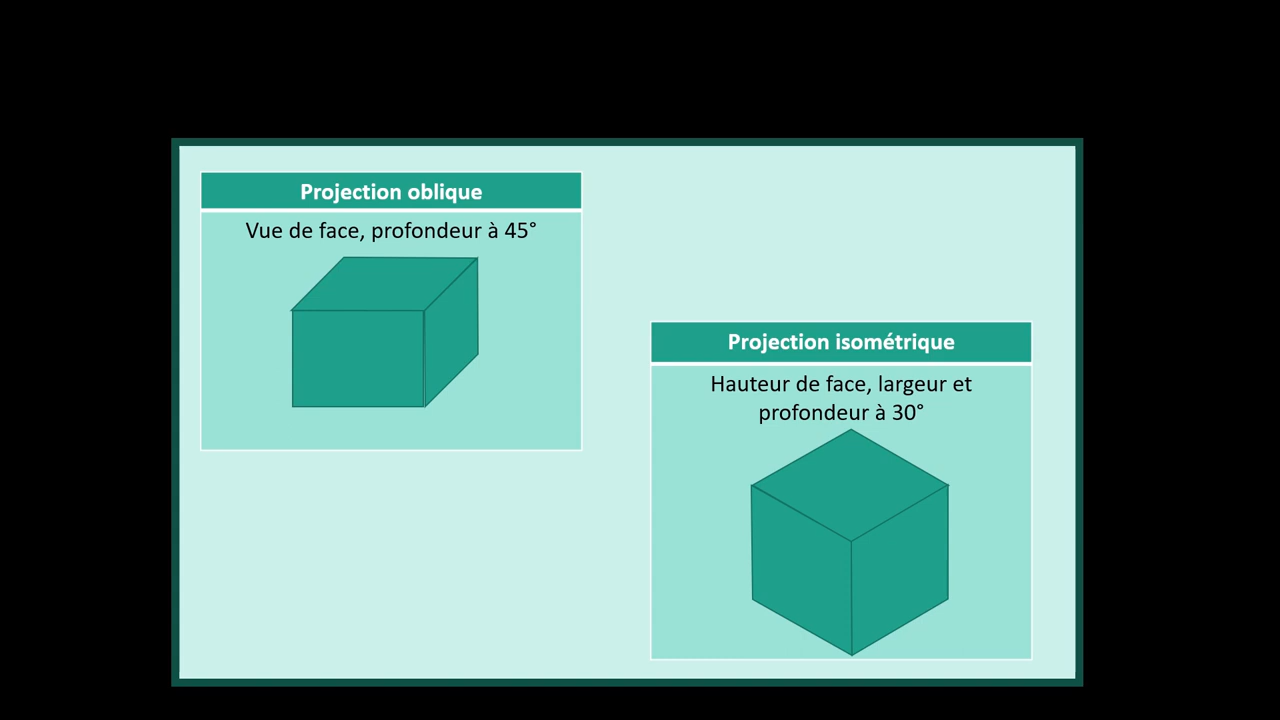 Projection oblique
Vue de face, profondeur à 45°
Projection isométrique
Hauteur de face, largeur et
profondeur à 30°